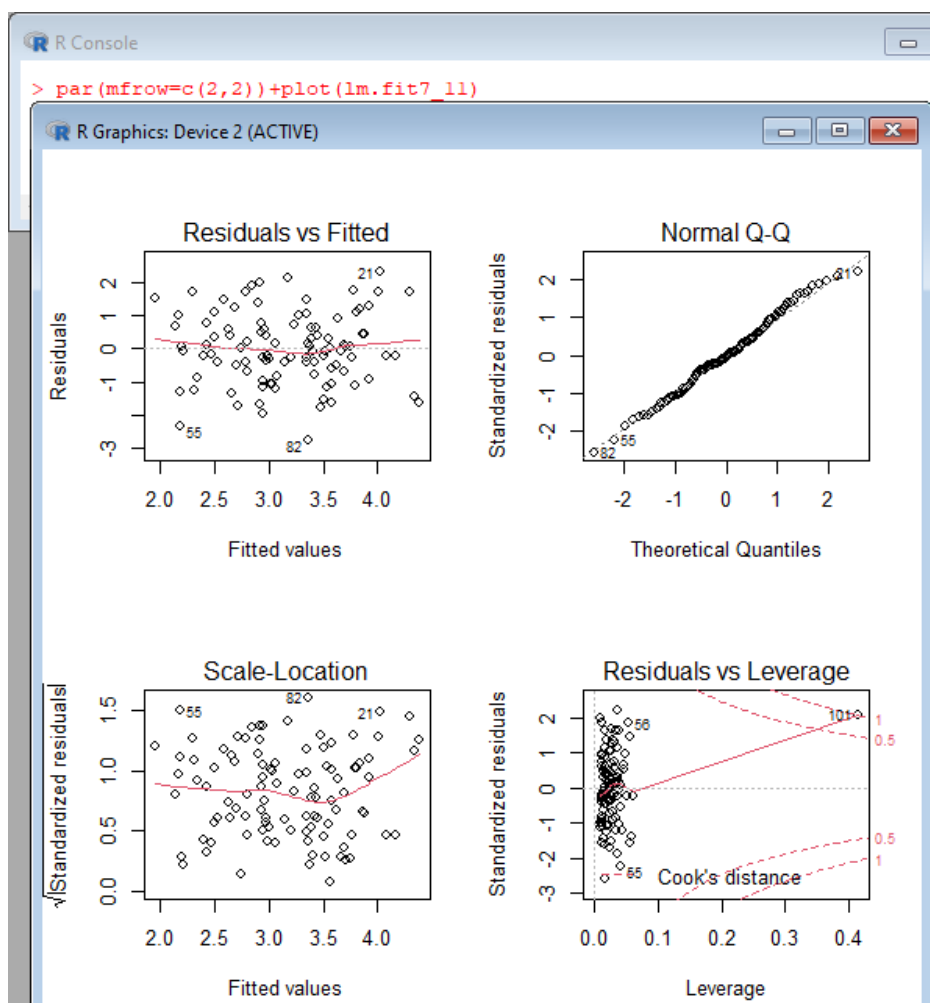 R Console
> par(mfrow=c(2,2))+plot(lm.fit7_11)
R Graphics: Device 2 (ACTIVE)
Residuals vs Fitted
Residuals
2
1
0
-1
-3
21
55
82
2.0 2.5 3.0 3.5 4.0
Fitted values
Normal Q-Q
Standardized residuals
2
1
0
-1
-2
21
55
82
-2 -1 0 1 2
Theoretical Quantiles
Scale-Location
√|Standardized residuals|
1.5
1.0
0.5
0.0
55
82
21
2.0 2.5 3.0 3.5 4.0
Fitted values
Residuals vs Leverage
Standardized residuals
2
1
0
-1
-2
-3
56
101
1
0.5
0.5
1
55
Cook's distance
0.0 0.1 0.2 0.3 0.4
Leverage